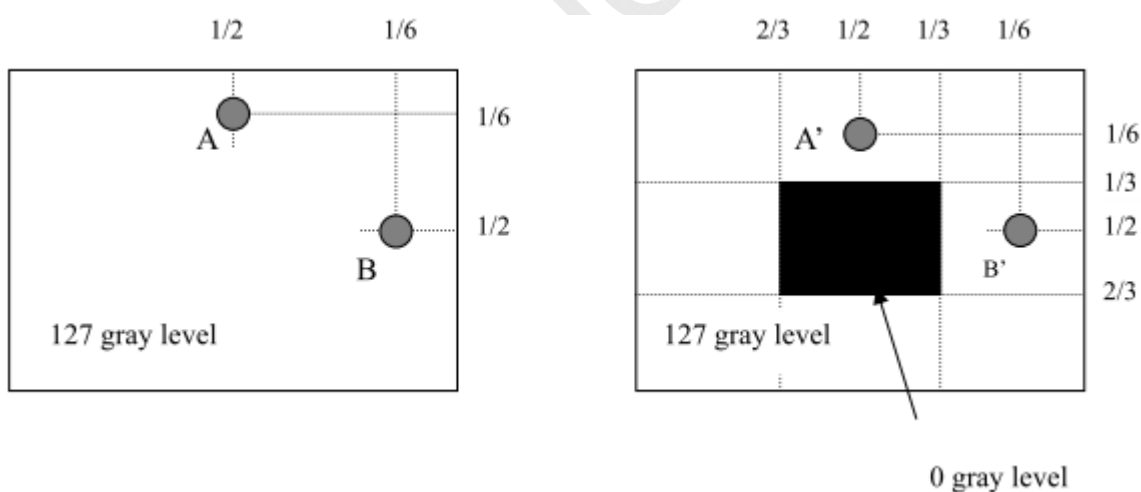 1/2 1/6
1/6
A
1/2
B
127 gray level
2/3 1/2 1/3 1/6
A’ 1/6
1/3
1/2
B’
2/3
127 gray level
0 gray level